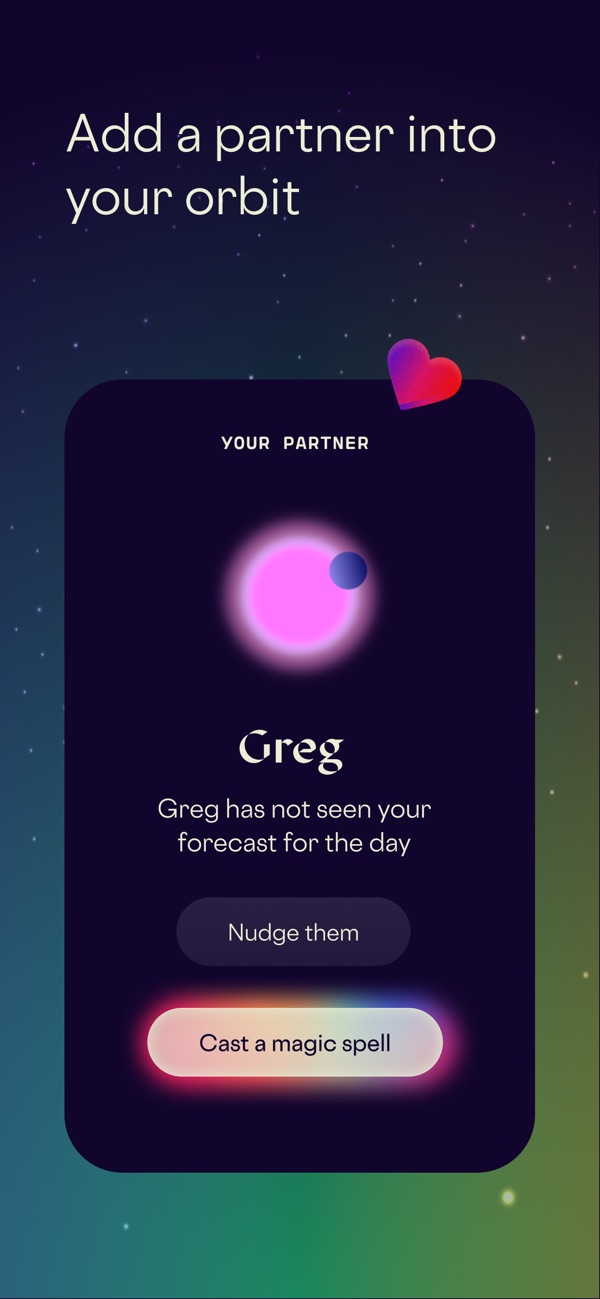 Add a partner into
your orbit
YOUR PARTNER
Greg
Greg has not seen your
forecast for the day
Nudge them
Cast a magic spell